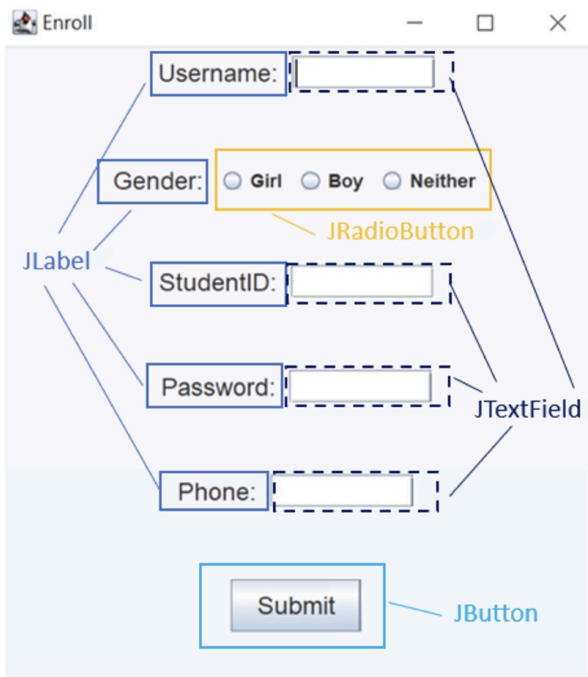 Enroll
Username:
Gender: Girl Boy Neither
JRadioButton
JLabel
StudentID:
Password:
JTextField
Phone:
Submit
JButton